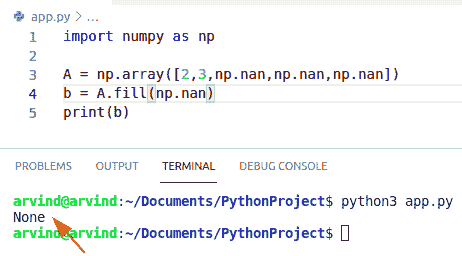 app.py > ...
1 import numpy as np
2
3 A = np.array([2,3,np.nan,np.nan,np.nan])
4 b = A.fill(np.nan)
5 print(b)
PROBLEMS OUTPUT TERMINAL DEBUG CONSOLE
arvind@arvind:~/Documents/PythonProject$ python3 app.py
None
arvind@arvind:~/Documents/PythonProject$